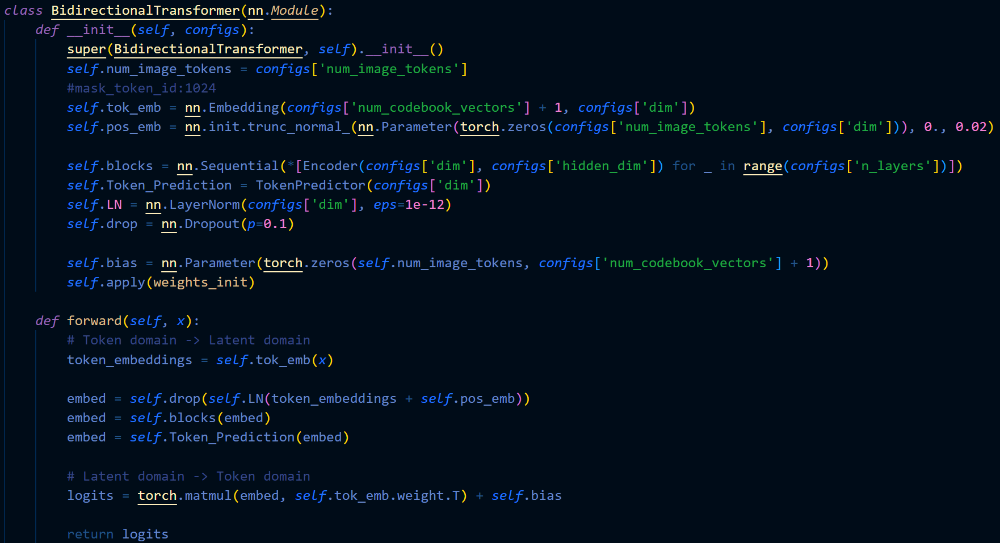 class BidirectionalTransformer(nn.Module):
    def __init__(self, configs):
        super(BidirectionalTransformer, self).__init__()
        self.num_image_tokens = configs['num_image_tokens']
        #mask_token_id:1024
        self.tok_emb = nn.Embedding(configs['num_codebook_vectors'] + 1, configs['dim'])
        self.pos_emb = nn.init.trunc_normal_(nn.Parameter(torch.zeros(configs['num_image_tokens'], configs['dim'])), 0., 0.02)

        self.blocks = nn.Sequential(*[Encoder(configs['dim'], configs['hidden_dim']) for _ in range(configs['n_layers'])])
        self.Token_Prediction = TokenPredictor(configs['dim'])
        self.LN = nn.LayerNorm(configs['dim'], eps=1e-12)
        self.drop = nn.Dropout(p=0.1)

        self.bias = nn.Parameter(torch.zeros(self.num_image_tokens, configs['num_codebook_vectors'] + 1))
        self.apply(weights_init)

    def forward(self, x):
        # Token domain -> Latent domain
        token_embeddings = self.tok_emb(x)

        embed = self.drop(self.LN(token_embeddings + self.pos_emb))
        embed = self.blocks(embed)
        embed = self.Token_Prediction(embed)

        # Latent domain -> Token domain
        logits = torch.matmul(embed, self.tok_emb.weight.T) + self.bias

        return logits